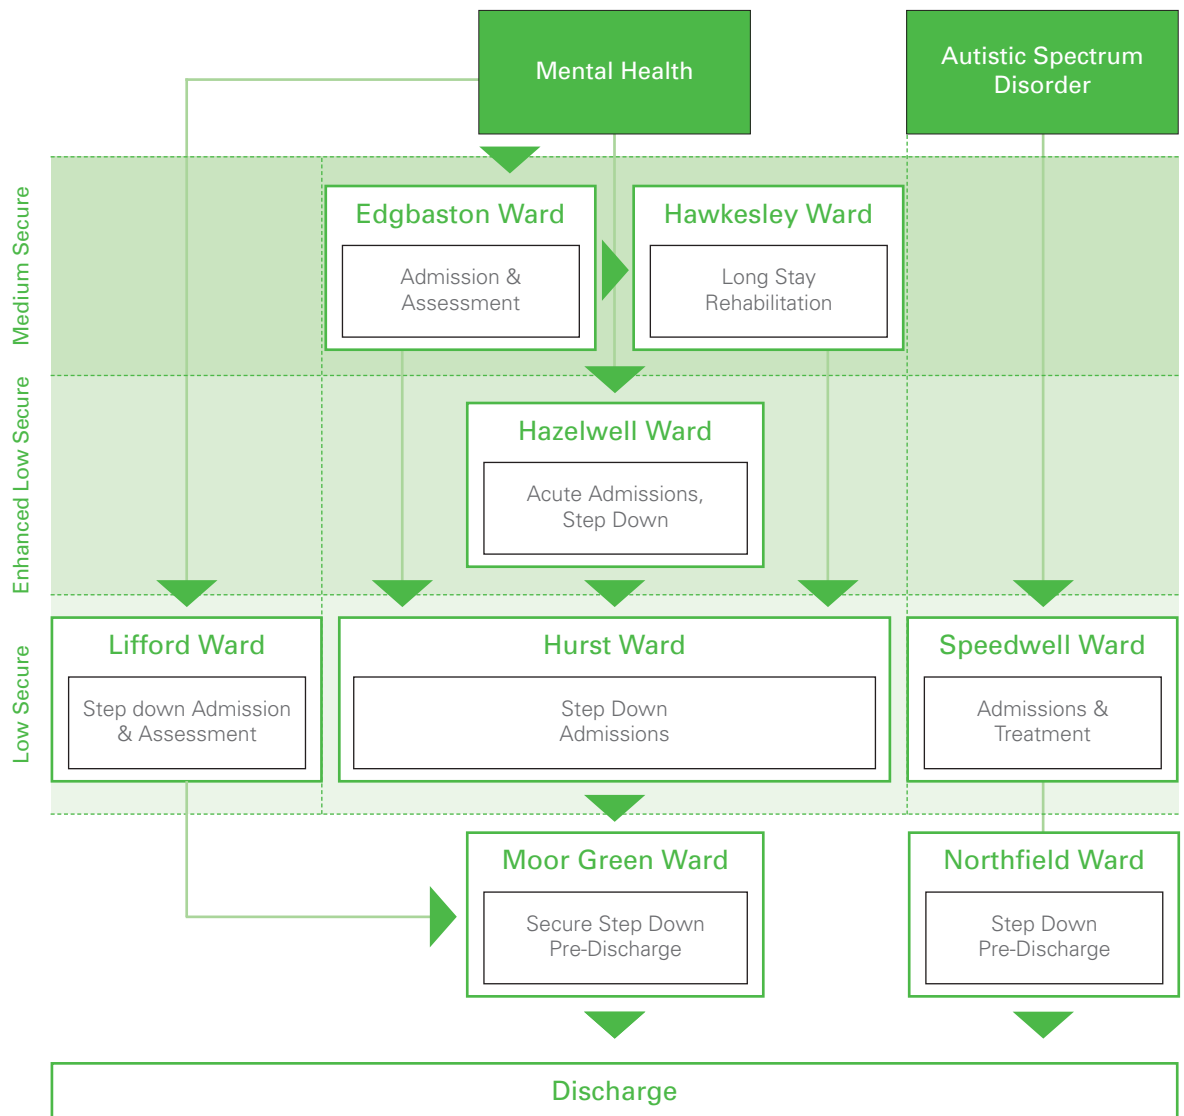 Mental Health
Autistic Spectrum
Disorder
Medium Secure
Edgbaston Ward
Admission &
Assessment
Hawkesley Ward
Long Stay
Rehabilitation
Enhanced Low Secure
Hazelwell Ward
Acute Admissions,
Step Down
Low Secure
Lifford Ward
Step down Admission
& Assessment
Hurst Ward
Step Down
Admissions
Speedwell Ward
Admissions &
Treatment
Moor Green Ward
Secure Step Down
Pre-Discharge
Northfield Ward
Step Down
Pre-Discharge
Discharge